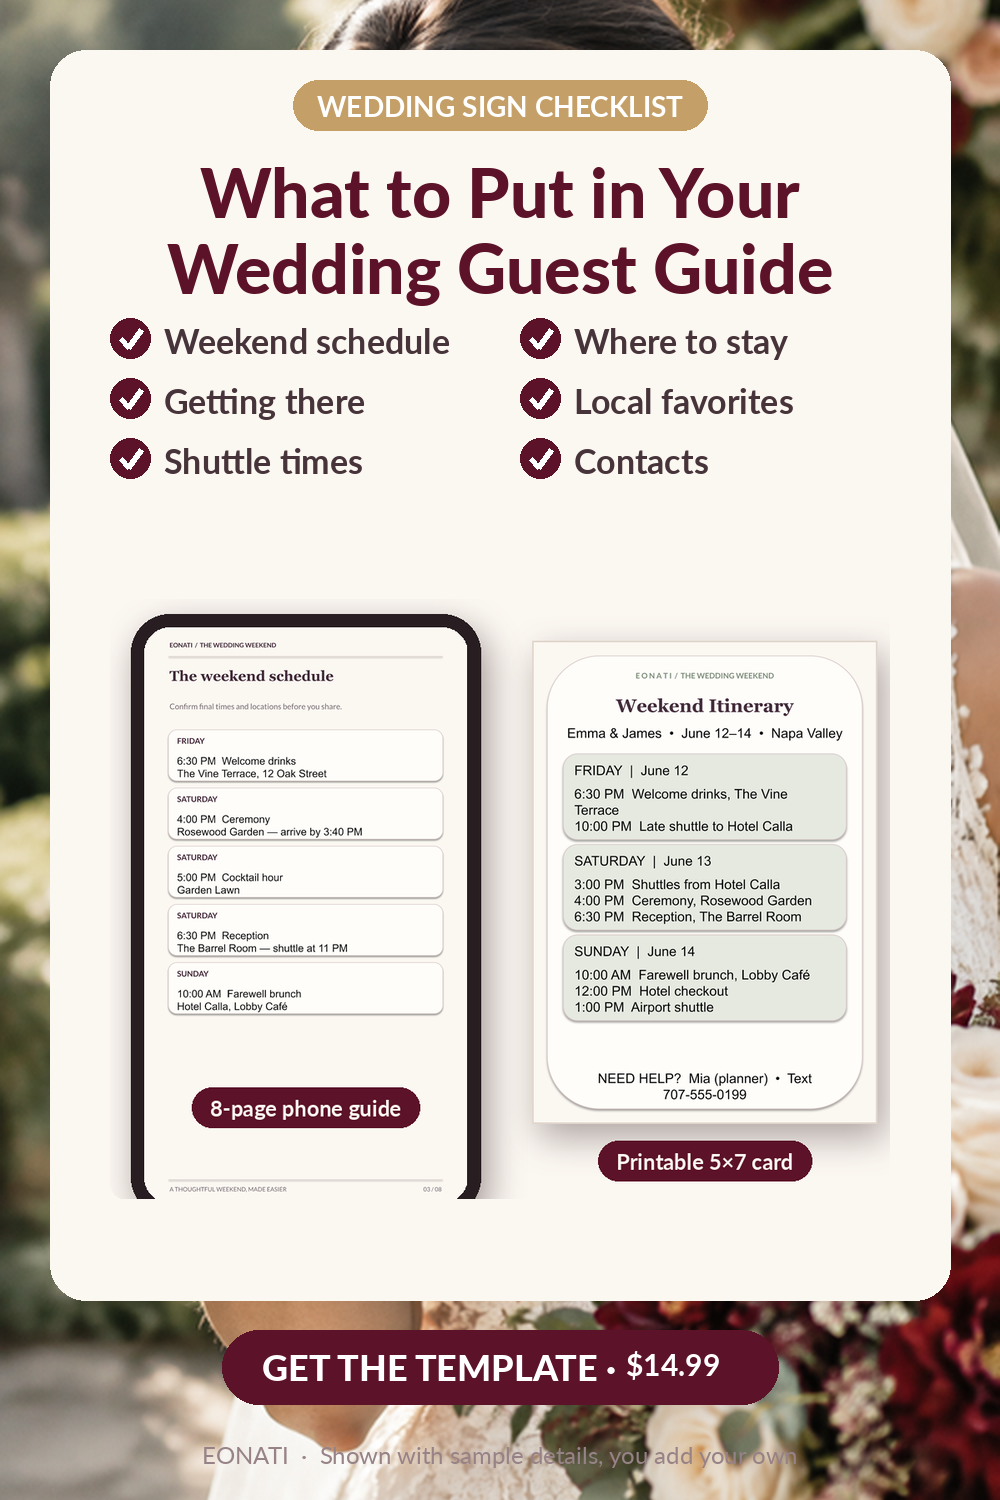 WEDDING SIGN CHECKLIST
What to Put in Your
Wedding Guest Guide
Weekend schedule
Where to stay
Getting there
Local favorites
Shuttle times
Contacts
EONATI / THE WEDDING WEEKEND
The weekend schedule
Confirm final times and locations before you share.
FRIDAY
6:30 PM Welcome drinks
The Vine Terrace, 12 Oak Street
SATURDAY
4:00 PM Ceremony
Rosewood Garden — arrive by 3:40 PM
SATURDAY
5:00 PM Cocktail hour
Garden Lawn
SATURDAY
6:30 PM Reception
The Barrel Room — shuttle at 11 PM
SUNDAY
10:00 AM Farewell brunch
Hotel Calla, Lobby Café
8-page phone guide
A THOUGHTFUL WEEKEND, MADE EASIER
03 / 08
EONATI / THE WEDDING WEEKEND
Weekend Itinerary
Emma & James • June 12–14 • Napa Valley
FRIDAY | June 12
6:30 PM Welcome drinks, The Vine
Terrace
10:00 PM Late shuttle to Hotel Calla
SATURDAY | June 13
3:00 PM Shuttles from Hotel Calla
4:00 PM Ceremony, Rosewood Garden
6:30 PM Reception, The Barrel Room
SUNDAY | June 14
10:00 AM Farewell brunch, Lobby Café
12:00 PM Hotel checkout
1:00 PM Airport shuttle
NEED HELP? Mia (planner) • Text
707-555-0199
Printable 5×7 card
GET THE TEMPLATE · $14.99
EONATI · Shown with sample details, you add your own